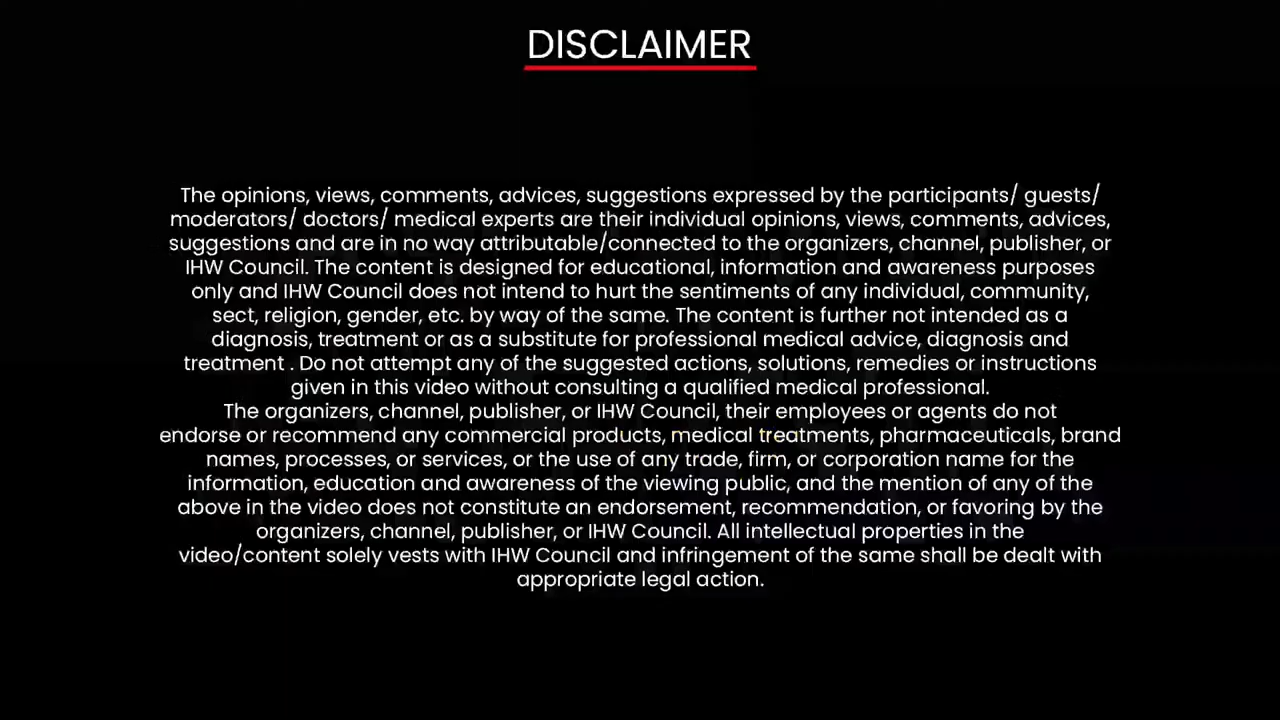 DISCLAIMER
The opinions, views, comments, advices, suggestions expressed by the participants/ guests/
moderators/ doctors/ medical experts are their individual opinions, views, comments, advices,
suggestions and are in no way attributable/connected to the organizers, channel, publisher, or
IHW Council. The content is designed for educational, information and awareness purposes
only and IHW Council does not intend to hurt the sentiments of any individual, community,
sect, religion, gender, etc. by way of the same. The content is further not intended as a
diagnosis, treatment or as a substitute for professional medical advice, diagnosis and
treatment . Do not attempt any of the suggested actions, solutions, remedies or instructions
given in this video without consulting a qualified medical professional.
The organizers, channel, publisher, or IHW Council, their employees or agents do not
endorse or recommend any commercial products, medical treatments, pharmaceuticals, brand
names, processes, or services, or the use of any trade, firm, or corporation name for the
information, education and awareness of the viewing public, and the mention of any of the
above in the video does not constitute an endorsement, recommendation, or favoring by the
organizers, channel, publisher, or IHW Council. All intellectual properties in the
video/content solely vests with IHW Council and infringement of the same shall be dealt with
appropriate legal action.